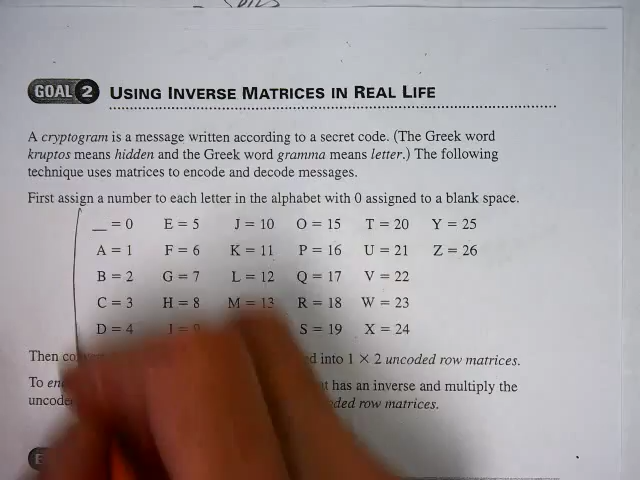 GOAL 2 USING INVERSE MATRICES IN REAL LIFE
A cryptogram is a message written according to a secret code. (The Greek word
kruptos means hidden and the Greek word gramma means letter.) The following
technique uses matrices to encode and decode messages.
First assign a number to each letter in the alphabet with 0 assigned to a blank space.
_ = 0 E = 5 J = 10 O = 15 T = 20 Y = 25
A = 1 F = 6 K = 11 P = 16 U = 21 Z = 26
B = 2 G = 7 L = 12 Q = 17 V = 22
C = 3 H = 8 M = 13 R = 18 W = 23
D = 4 I = 9 S = 19 X = 24
Then into 1 × 2 uncoded row matrices.
To has an inverse and multiply the
row matrices.